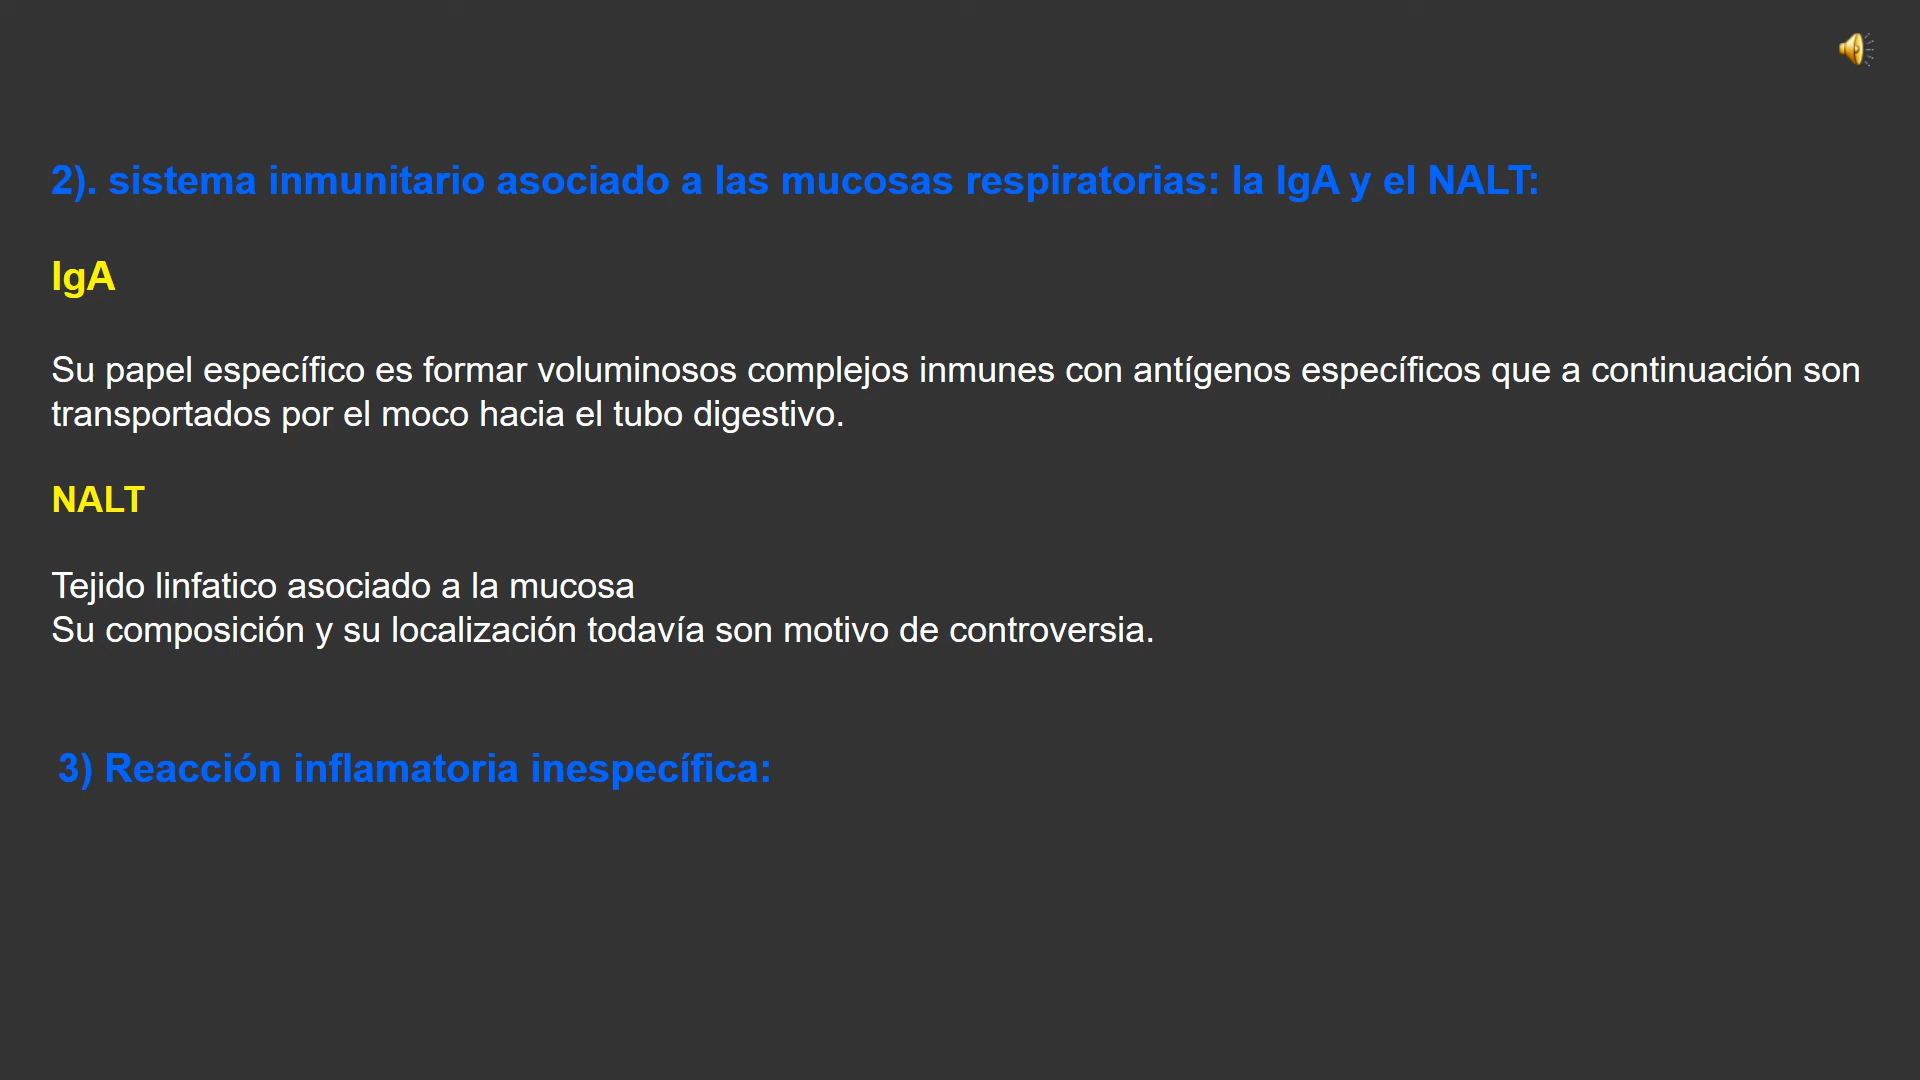 2). sistema inmunitario asociado a las mucosas respiratorias: la IgA y el NALT:
IgA
Su papel específico es formar voluminosos complejos inmunes con antígenos específicos que a continuación son
transportados por el moco hacia el tubo digestivo.
NALT
Tejido linfatico asociado a la mucosa
Su composición y su localización todavía son motivo de controversia.
3) Reacción inflamatoria inespecífica: